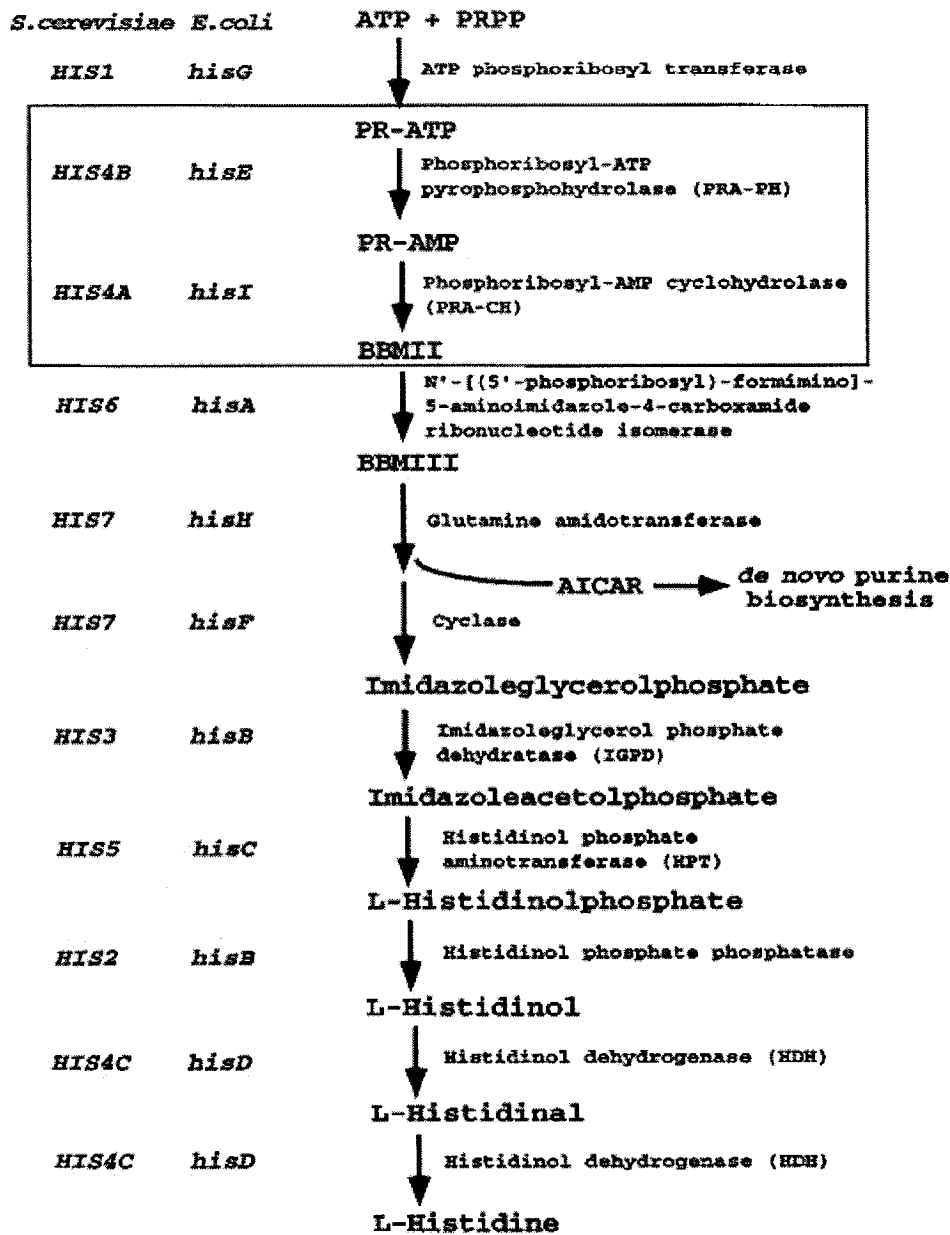 S.cerevisiae E.coli ATP + PRPP
HIS1 hisG ATP phosphoribosyl transferase
PR-ATP
HIS4B hisE Phosphoribosyl-ATP
pyrophosphohydrolase (PRA-PH)
PR-AMP
HIS4A hisI Phosphoribosyl-AMP cyclohydrolase
(PRA-CH)
BBMII
N'-[(5'-phosphoribosyl)-formimino]-
HIS6 hisA 5-aminoimidazole-4-carboxamide
ribonucleotide isomerase
BBMIII
HIS7 hisH Glutamine amidotransferase
AICAR de novo purine
biosynthesis
HIS7 hisF Cyclase
Imidazoleglycerolphosphate
HIS3 hisB Imidazoleglycerol phosphate
dehydratase (IGPD)
Imidazoleacetolphosphate
HIS5 hisC Histidinol phosphate
aminotransferase (HPT)
L-Histidinolphosphate
HIS2 hisB Histidinol phosphate phosphatase
L-Histidinol
HIS4C hisD Histidinol dehydrogenase (HDH)
L-Histidinal
HIS4C hisD Histidinol dehydrogenase (HDH)
L-Histidine